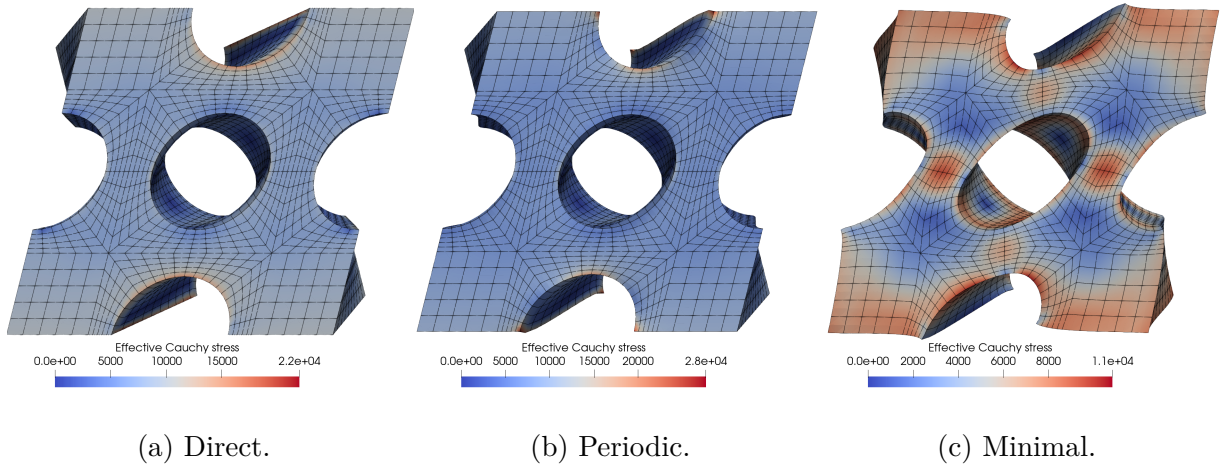 Effective Cauchy stress
0.0e+00 5000 10000 15000 2.2e+04
Effective Cauchy stress
0.0e+00 5000 10000 15000 20000 2.8e+04
Effective Cauchy stress
0.0e+00 2000 4000 6000 8000 1.1e+04
(a) Direct.
(b) Periodic.
(c) Minimal.